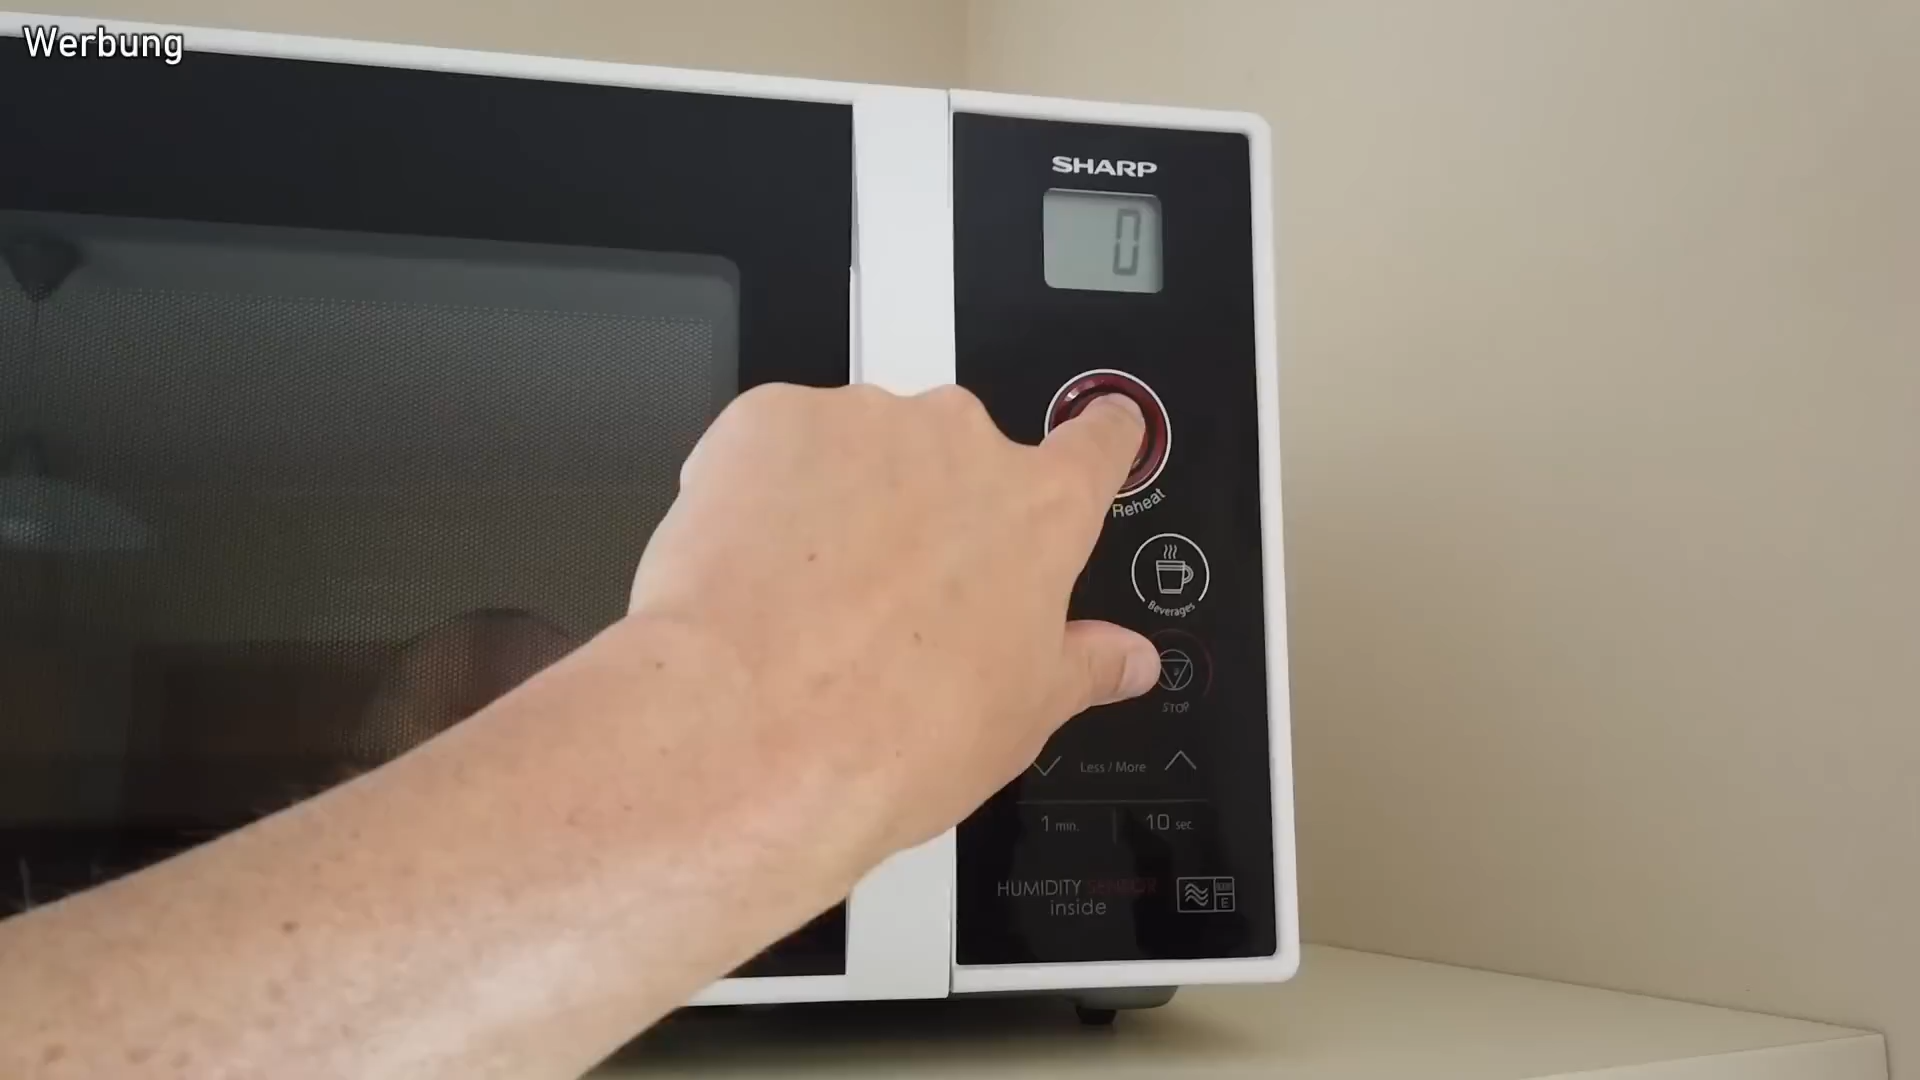 Werbung
SHARP
0
Reheat
Beverages
STOP
Less / More
1 min. 10 sec.
HUMIDITY SENSOR
inside
E